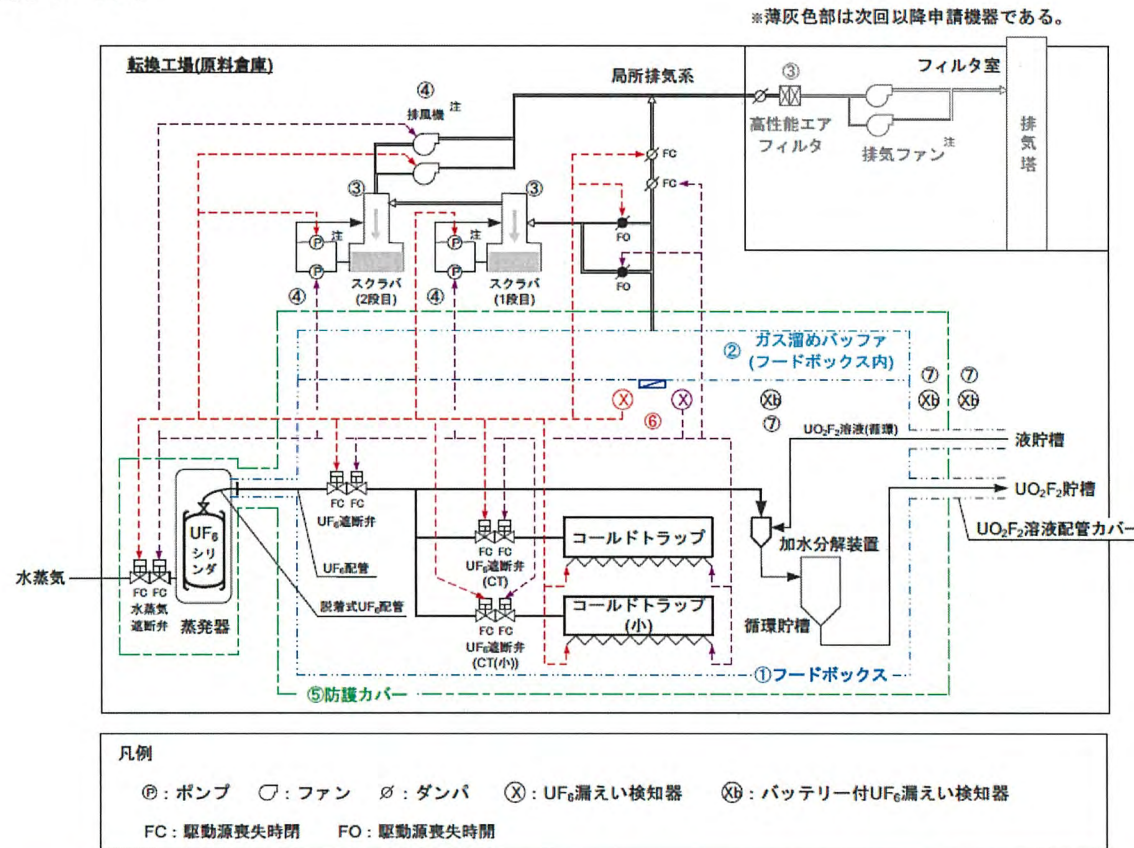 ※薄灰色部は次回以降申請機器である。
転換工場(原料倉庫)
局所排気系
フィルタ室
④
排風機 注
③
高性能エア
フィルタ
排気ファン 注
排気塔
FC
FC
③
③
注
注
P
P
P
P
FO
FO
スクラバ
(2段目)
スクラバ
(1段目)
④
④
②
ガス溜めバッファ
(フードボックス内)
⑦
⑦
X
X
Xb
Xb
Xb
⑥
⑦
UO₂F₂溶液(循環)
液貯槽
UO₂F₂貯槽
UO₂F₂溶液配管カバー
FC FC
UF₆遮断弁
UF₆
シリンダ
UF₆配管
脱着式UF₆配管
水蒸気
FC FC
水蒸気
遮断弁
蒸発器
FC FC
UF₆遮断弁
(CT)
コールドトラップ
加水分解装置
FC FC
UF₆遮断弁
(CT(小))
コールドトラップ
(小)
循環貯槽
①フードボックス
⑤防護カバー
凡例
P:ポンプ ファン ダンパ X:UF₆漏えい検知器 Xb:バッテリー付UF₆漏えい検知器
FC:駆動源喪失時閉 FO:駆動源喪失時開